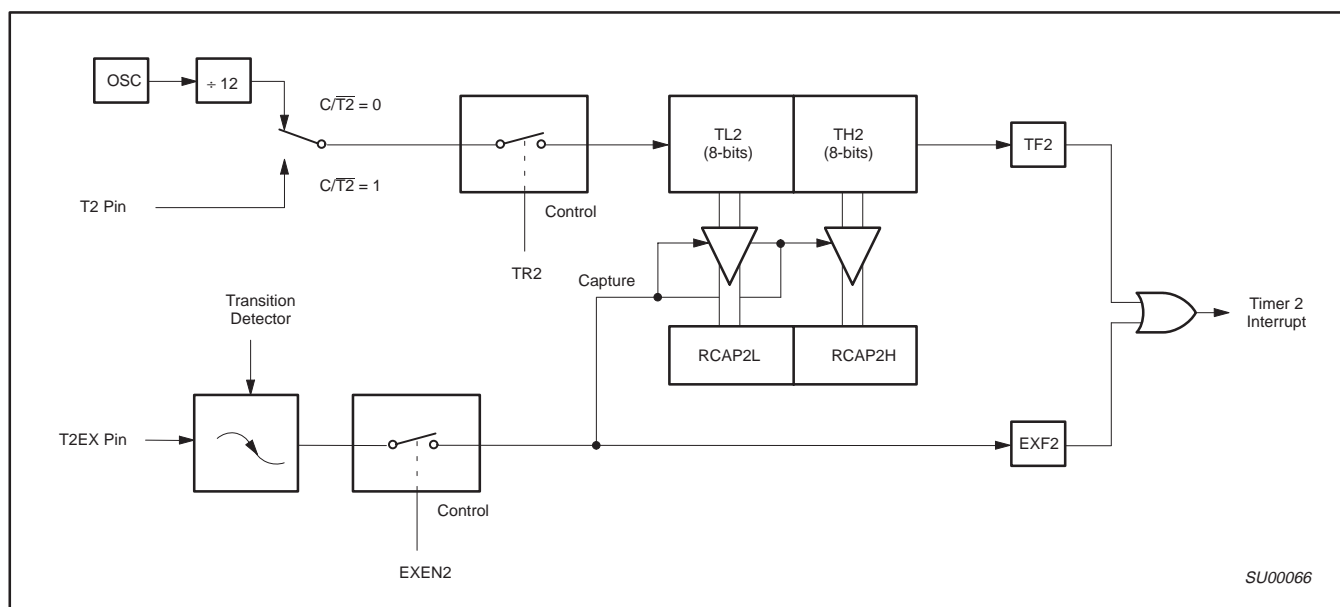 OSC
÷ 12
C/T2̅ = 0
C/T2̅ = 1
T2 Pin
Control
TR2
TL2
(8-bits)
TH2
(8-bits)
TF2
Capture
RCAP2L
RCAP2H
Timer 2
Interrupt
Transition
Detector
T2EX Pin
Control
EXEN2
EXF2
SU00066